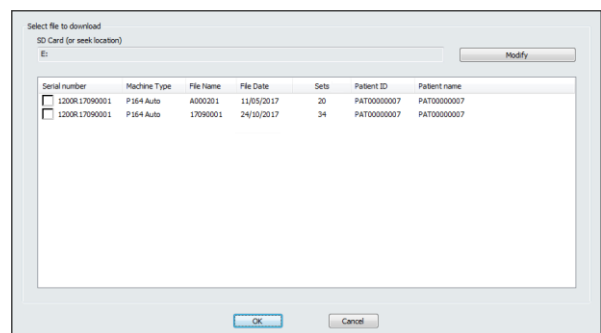 Select file to download
SD Card (or seek location)
E:
Modify
Serial number Machine Type File Name File Date Sets Patient ID Patient name
1200R17090001 P164 Auto A000201 11/05/2017 20 PAT00000007 PAT00000007
1200R17090001 P164 Auto 17090001 24/10/2017 34 PAT00000007 PAT00000007
OK Cancel